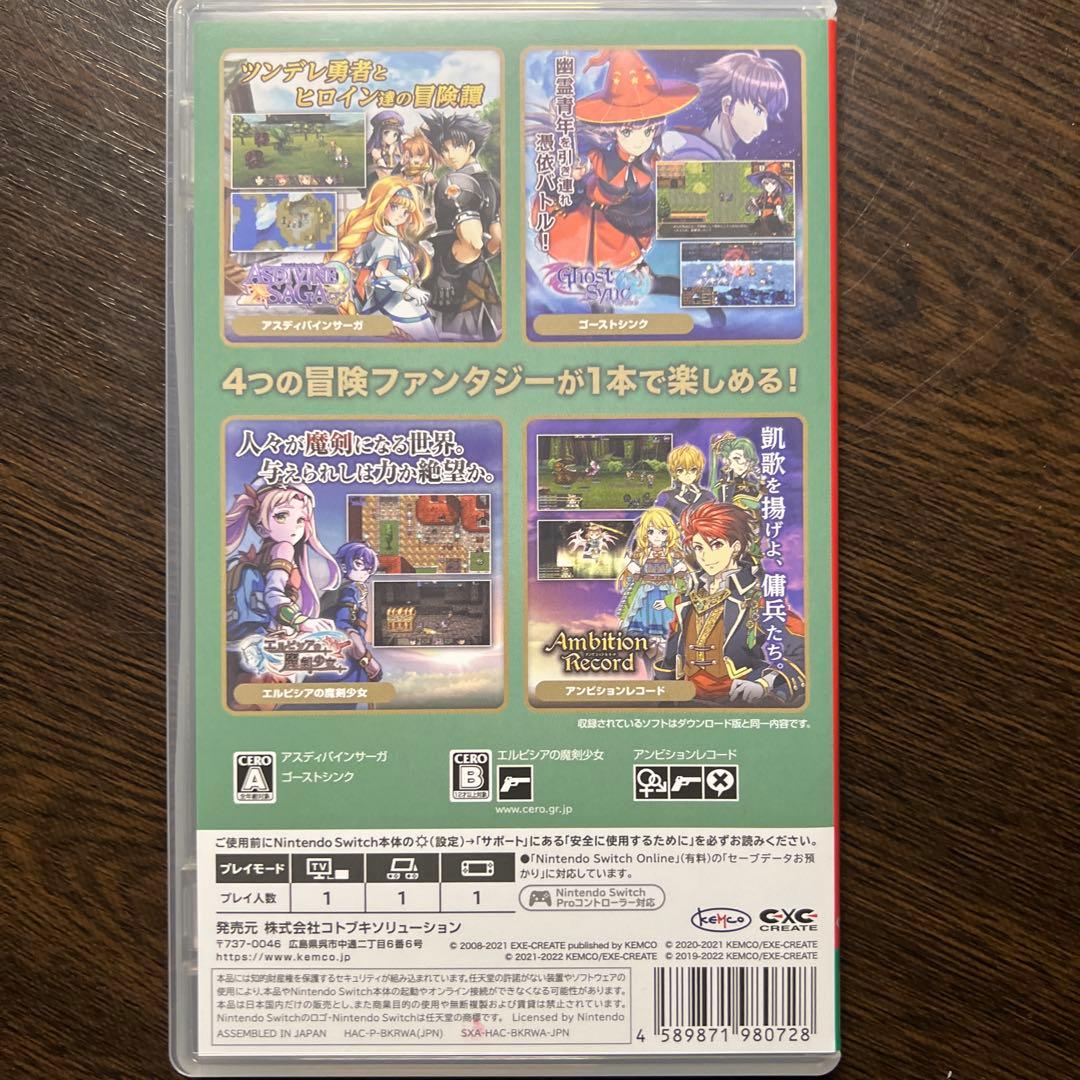 ツンデレ勇者と
ヒロイン達の冒険譚
ASDIVINE
SAGA
アスディバインサーガ
幽霊青年を引き連れ
憑依バトル!
Ghost
Sync
ゴーストシンク
4つの冒険ファンタジーが1本で楽しめる!
人々が魔剣になる世界。
与えられしは力か絶望か。
エルピシアの
魔剣少女
エルピシアの魔剣少女
凱歌を揚げよ、傭兵たち。
Ambition
Record
アンビションレコード
収録されているソフトはダウンロード版と同一内容です。
CERO
A
全年齢対象
アスディバインサーガ
ゴーストシンク
CERO
B
12才以上対象
エルピシアの魔剣少女
アンビションレコード
www.cero.gr.jp
ご使用前にNintendo Switch本体の(設定)→「サポート」にある「安全に使用するために」を必ずお読みください。
プレイモード
TV
プレイ人数
1
1
1
●「Nintendo Switch Online」(有料)の「セーブデータお預
かり」に対応しています。
Nintendo Switch
Proコントローラー対応
発売元 株式会社コトブキソリューション
〒737-0046 広島県呉市中通二丁目6番6号
https://www.kemco.jp
KEMCO
EXE
CREATE
© 2008-2021 EXE-CREATE published by KEMCO
© 2020-2021 KEMCO/EXE-CREATE
© 2021-2022 KEMCO/EXE-CREATE
© 2019-2022 KEMCO/EXE-CREATE
本品には知的財産権を保護するセキュリティが組み込まれています。任天堂の許諾がない装置やソフトウェアの
使用により、本品やNintendo Switch本体の起動やオンライン接続ができなくなる可能性があります。
本品は日本国内だけの販売とし、また商業目的の使用や無断複製および賃貸は禁止されています。
Nintendo Switchのロゴ・Nintendo Switchは任天堂の商標です。 Licensed by Nintendo
ASSEMBLED IN JAPAN HAC-P-BKRWA(JPN) SXA-HAC-BKRWA-JPN
4 589871 980728